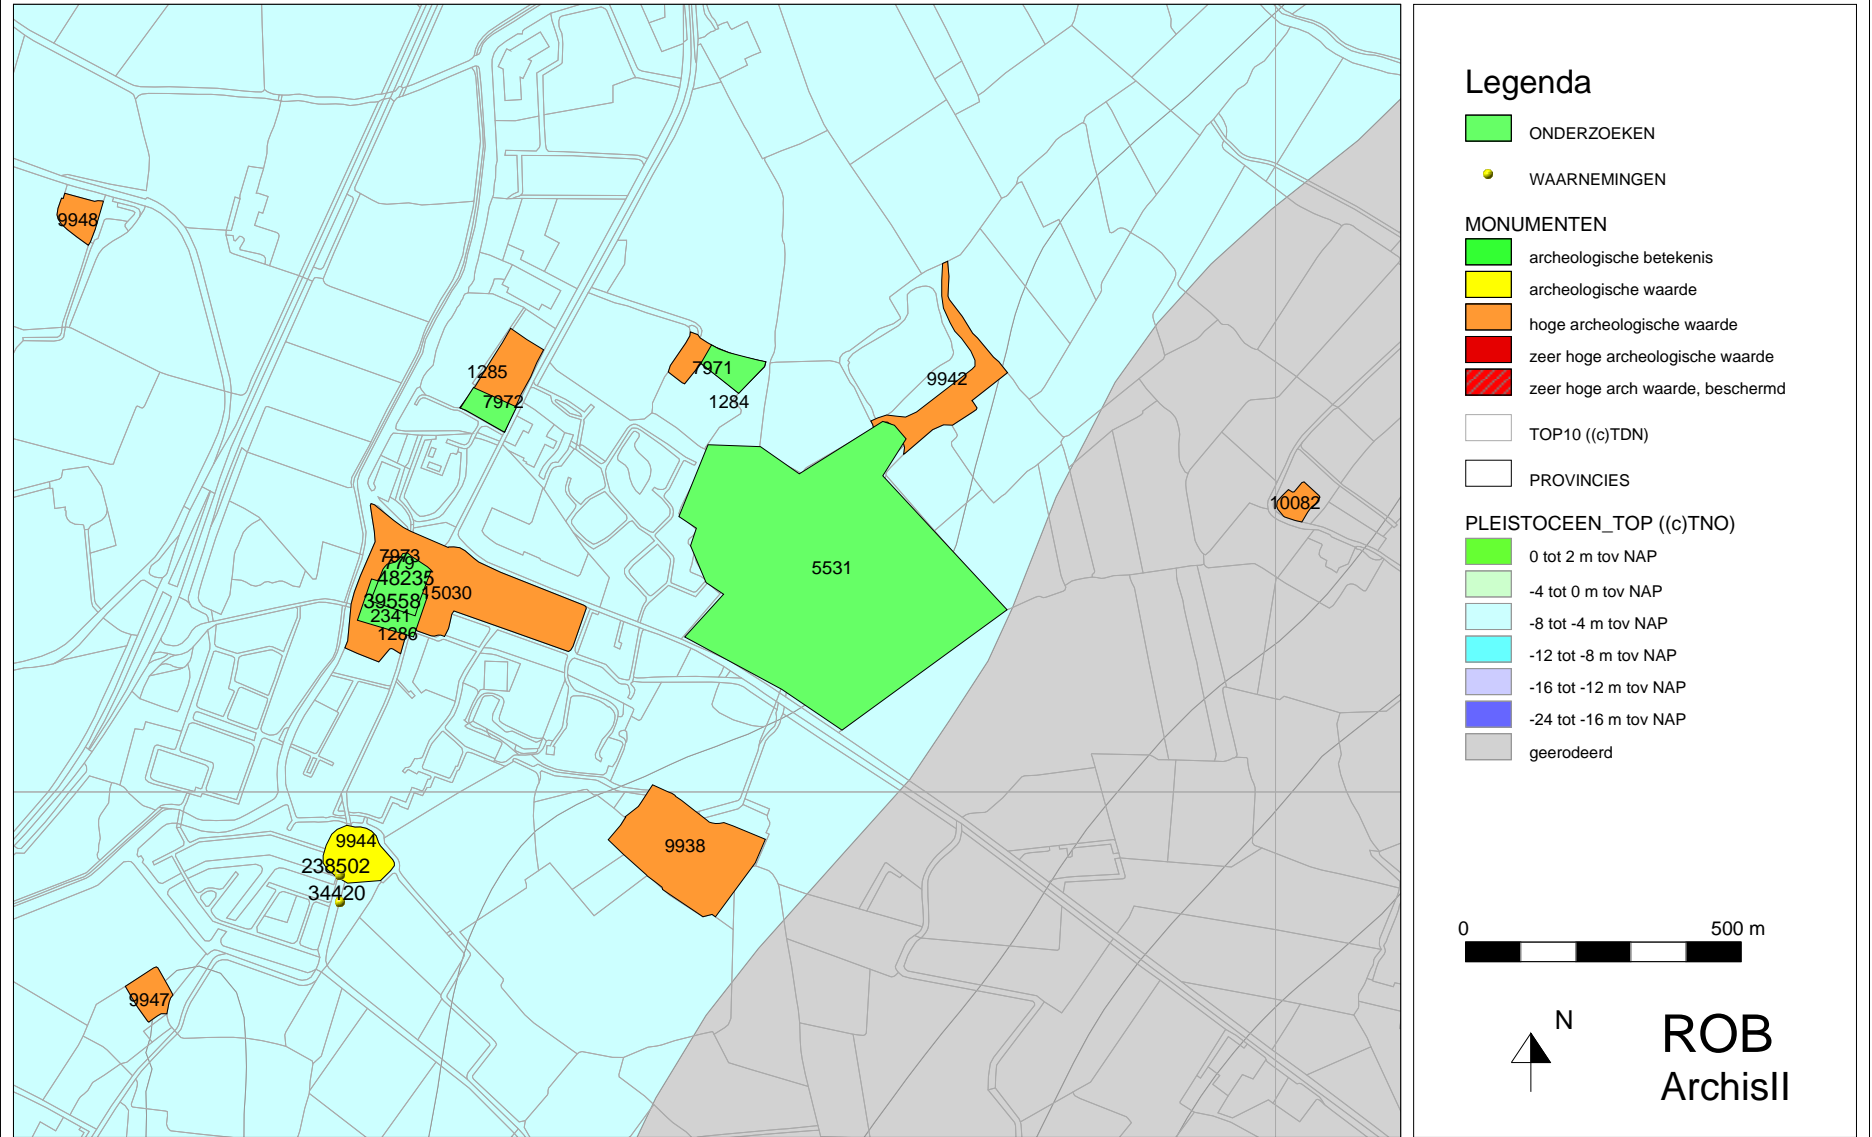 9948
1285
7972
7971
1284
9942
10082
7973
779
48235
15030
39558
2341
1286
5531
9944
238502
34420
9938
9947
Legenda
ONDERZOEKEN
WAARNEMINGEN
MONUMENTEN
archeologische betekenis
archeologische waarde
hoge archeologische waarde
zeer hoge archeologische waarde
zeer hoge arch waarde, beschermd
TOP10 ((c)TDN)
PROVINCIES
PLEISTOCEEN_TOP ((c)TNO)
0 tot 2 m tov NAP
-4 tot 0 m tov NAP
-8 tot -4 m tov NAP
-12 tot -8 m tov NAP
-16 tot -12 m tov NAP
-24 tot -16 m tov NAP
geerodeerd
0 500 m
N
ROB
ArchisII